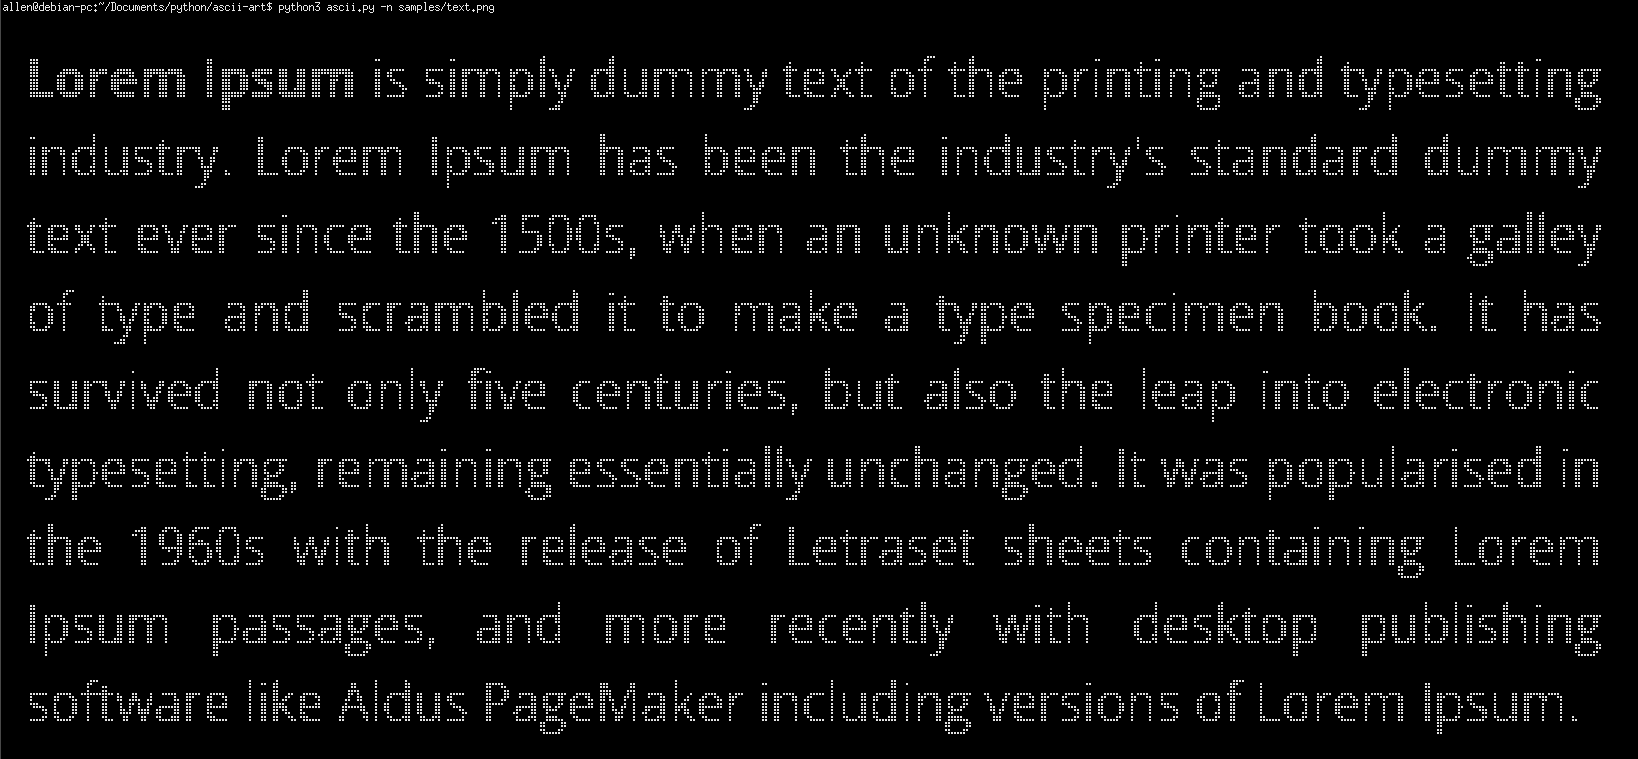 allen@debian-pc:~/Documents/python/ascii-art$ python3 ascii.py -n samples/text.png
Lorem Ipsum is simply dummy text of the printing and typesetting
industry. Lorem Ipsum has been the industry's standard dummy
text ever since the 1500s, when an unknown printer took a galley
of type and scrambled it to make a type specimen book. It has
survived not only five centuries, but also the leap into electronic
typesetting, remaining essentially unchanged. It was popularised in
the 1960s with the release of Letraset sheets containing Lorem
Ipsum passages, and more recently with desktop publishing
software like Aldus PageMaker including versions of Lorem Ipsum.